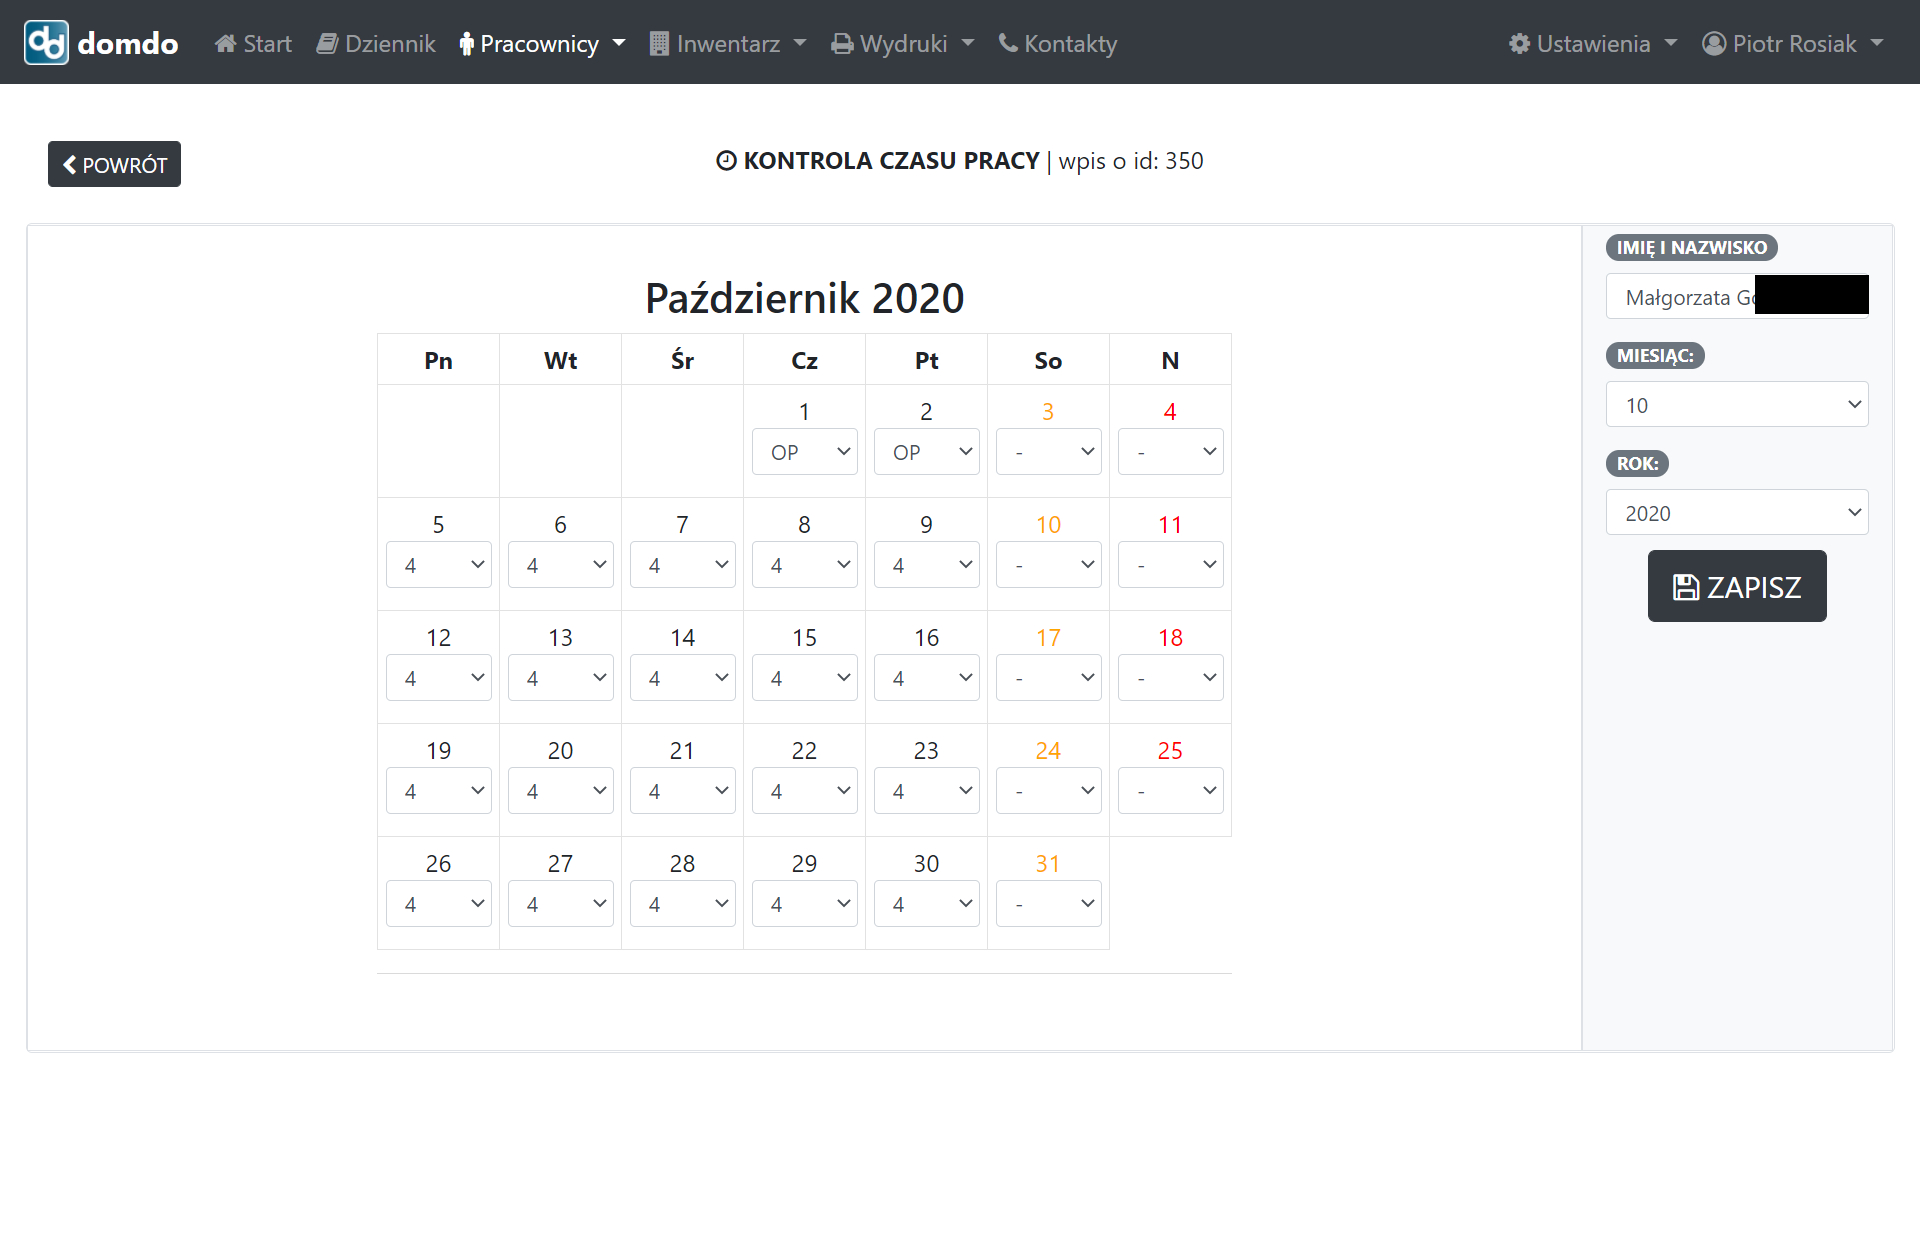 domdo Start Dziennik Pracownicy Inwentarz Wydruki Kontakty Ustawienia Piotr Rosiak
POWRÓT
KONTROLA CZASU PRACY | wpis o id: 350
Październik 2020
Pn Wt Śr Cz Pt So N
1 2 3 4
OP OP - -
5 6 7 8 9 10 11
4 4 4 4 4 - -
12 13 14 15 16 17 18
4 4 4 4 4 - -
19 20 21 22 23 24 25
4 4 4 4 4 - -
26 27 28 29 30 31
4 4 4 4 4 -
IMIĘ I NAZWISKO
Małgorzata
MIESIĄC:
10
ROK:
2020
ZAPISZ